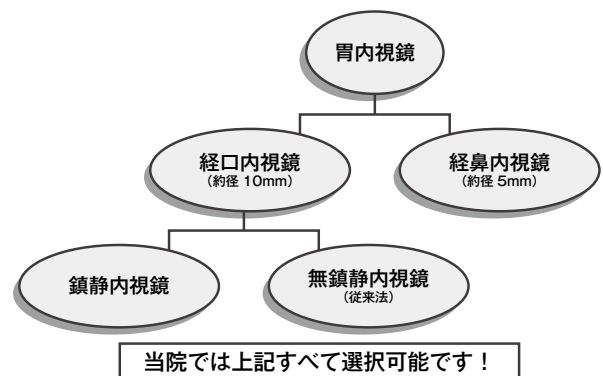 胃内視鏡
経口内視鏡
（約径 10mm）
経鼻内視鏡
（約径 5mm）
鎮静内視鏡
無鎮静内視鏡
（従来法）
当院では上記すべて選択可能です！